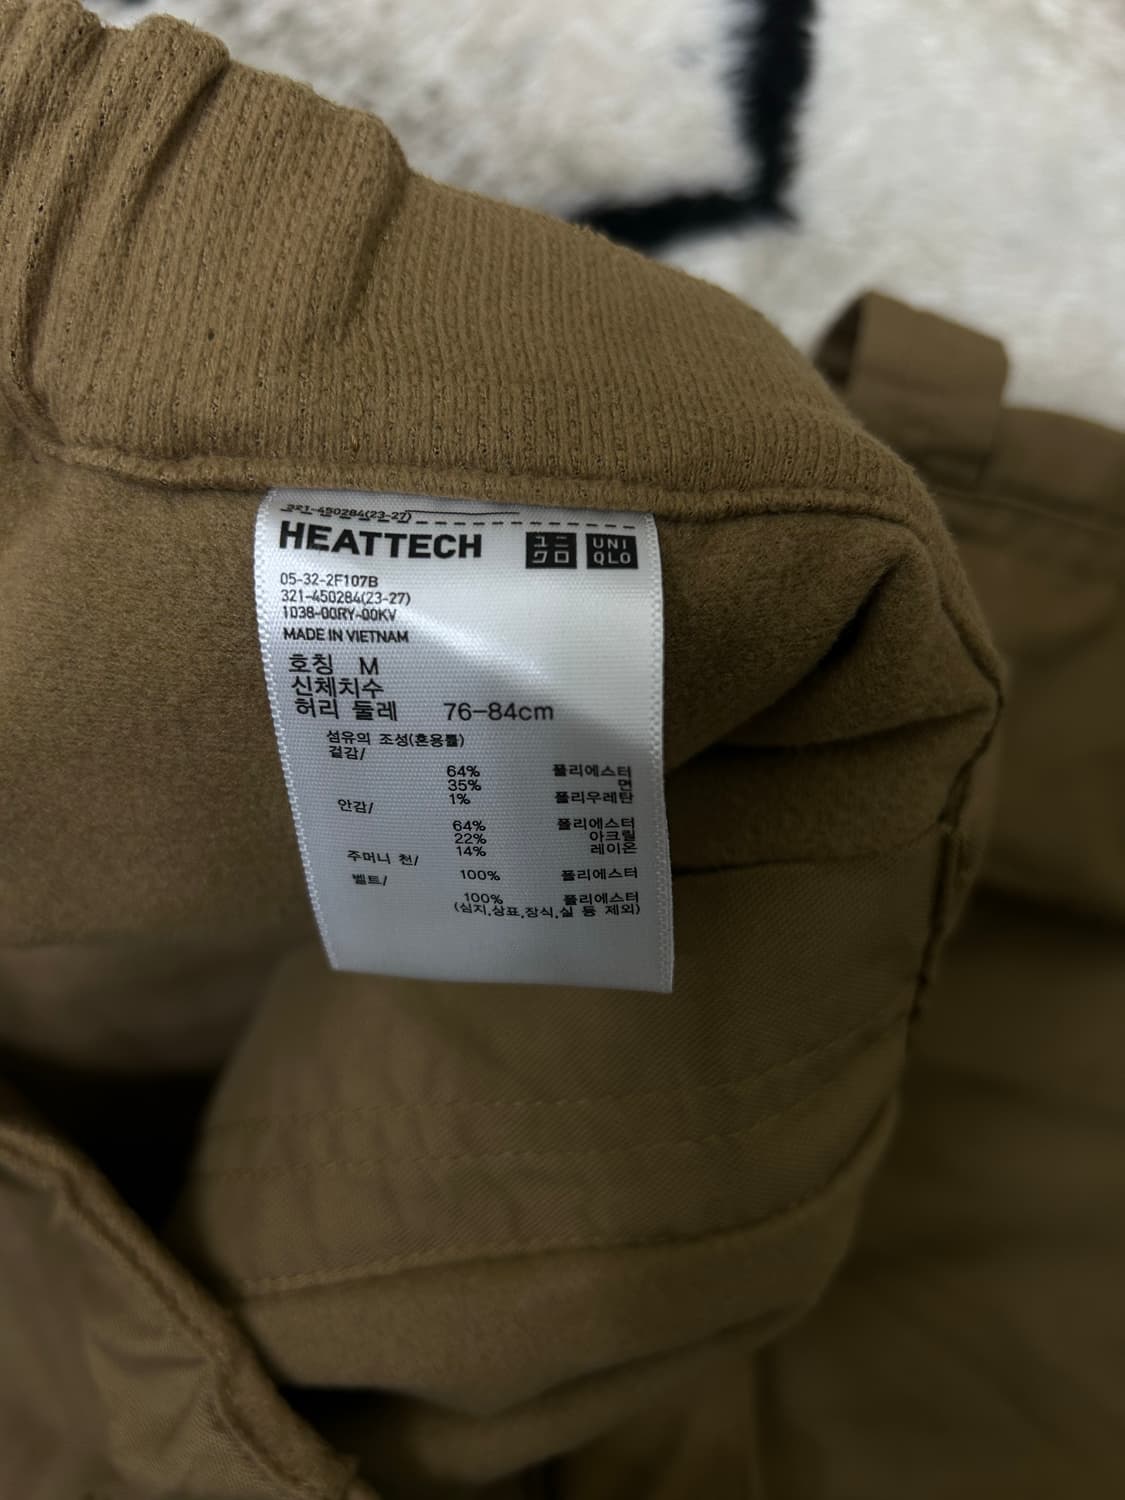 321-450284(23-27)
HEATTECH
ユニ
クロ
UNI
QLO
05-32-2F107B
321-450284(23-27)
1038-00RY-00KV
MADE IN VIETNAM
호칭 M
신체치수
허리 둘레 76-84cm
섬유의 조성(혼용률)
겉감/
64% 폴리에스터
35% 면
1% 폴리우레탄
안감/
64% 폴리에스터
22% 아크릴
14% 레이온
주머니 천/
100% 폴리에스터
벨트/
100% 폴리에스터
(심지,상표,장식,실 등 제외)